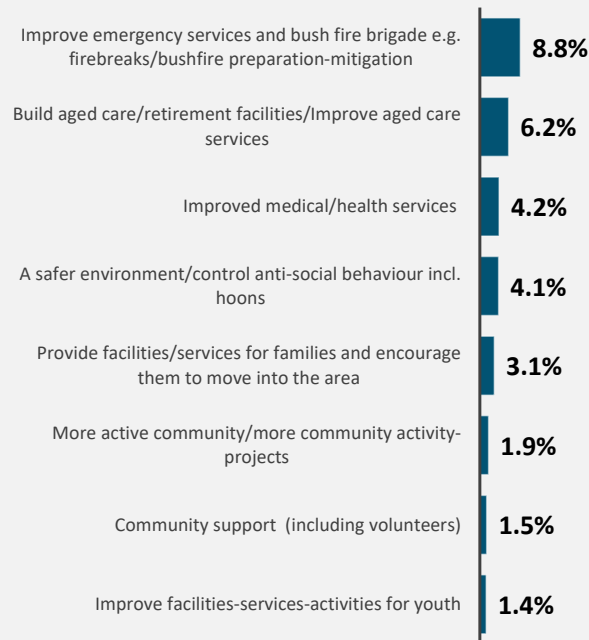 Improve emergency services and bush fire brigade e.g.
firebreaks/bushfire preparation-mitigation
8.8%
Build aged care/retirement facilities/Improve aged care
services
6.2%
Improved medical/health services
4.2%
A safer environment/control anti-social behaviour incl.
hoons
4.1%
Provide facilities/services for families and encourage
them to move into the area
3.1%
More active community/more community activity-
projects
1.9%
Community support (including volunteers)
1.5%
Improve facilities-services-activities for youth
1.4%